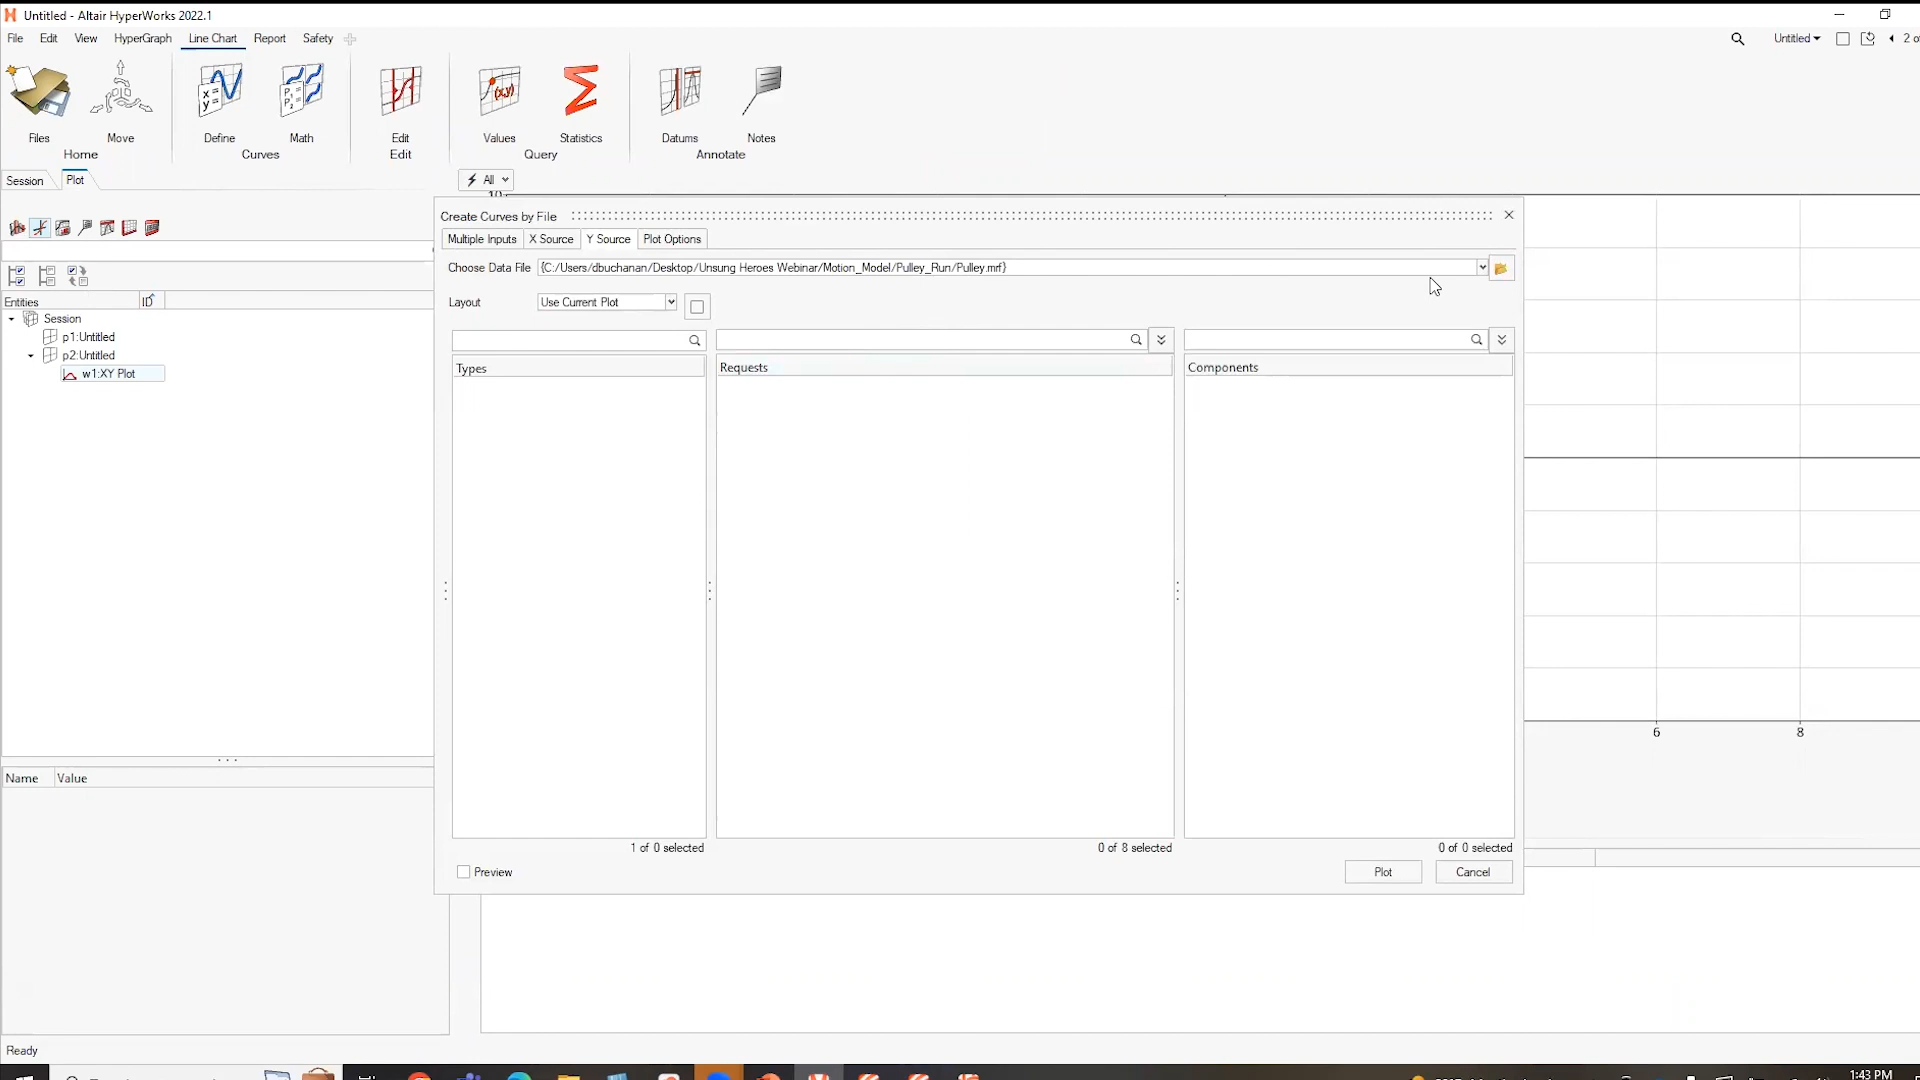 Untitled - Altair HyperWorks 2022.1
File Edit View HyperGraph Line Chart Report Safety
Untitled 2 o
Files Move Define Math Edit Values Statistics Datums Notes
Home Curves Edit Query Annotate
Session Plot
All
10
Create Curves by File
Multiple Inputs X Source Y Source Plot Options
Choose Data File {C:/Users/dbuchanan/Desktop/Unsung Heroes Webinar/Motion_Model/Pulley_Run/Pulley.mrf}
Layout Use Current Plot
Entities ID
Session
p1:Untitled
p2:Untitled
w1:XY Plot
Types Requests Components
6 8
Name Value
1 of 0 selected 0 of 8 selected 0 of 0 selected
Preview Plot Cancel
Ready
1:43 PM